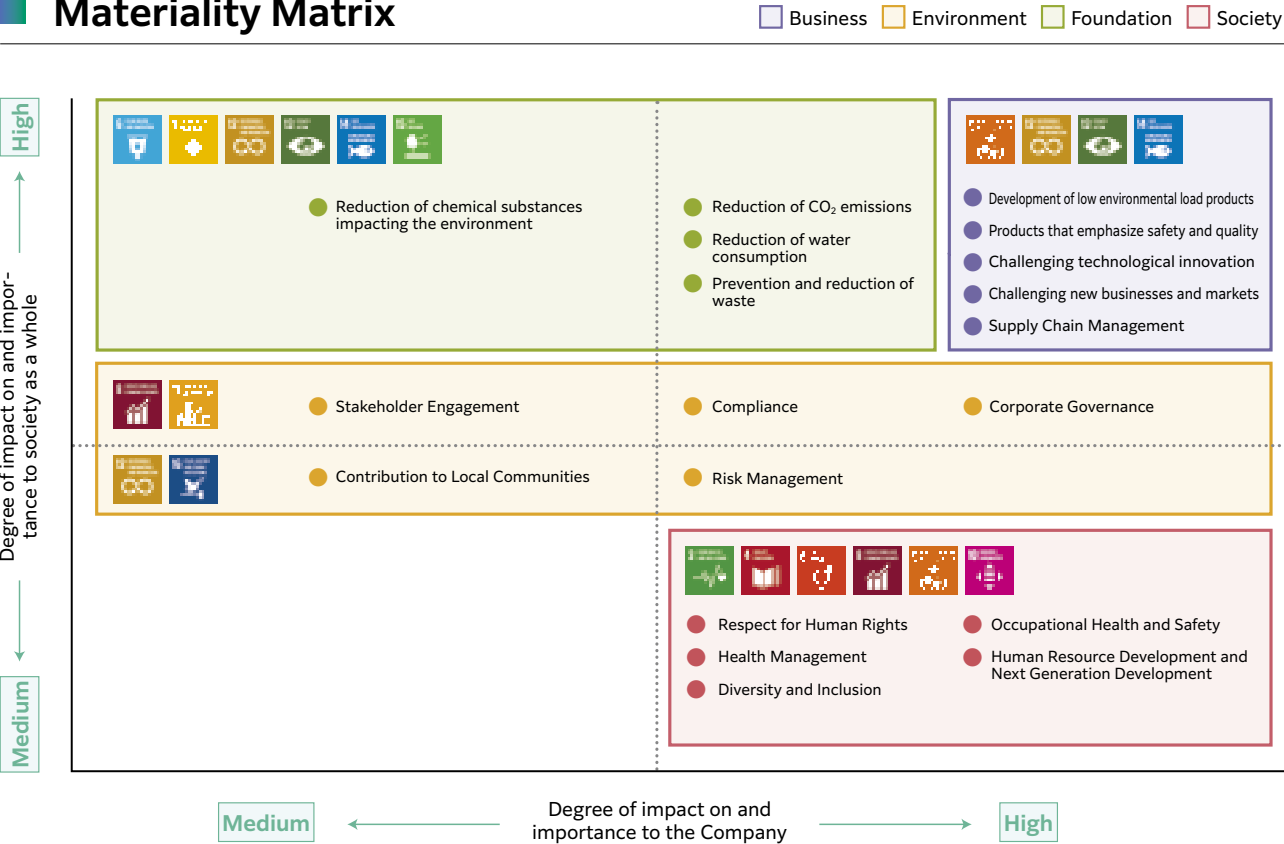 Materiality Matrix
Business
Environment
Foundation
Society
High
Degree of impact on and impor-
tance to society as a whole
Medium
Reduction of chemical substances
impacting the environment
Reduction of CO₂ emissions
Reduction of water
consumption
Prevention and reduction of
waste
Development of low environmental load products
Products that emphasize safety and quality
Challenging technological innovation
Challenging new businesses and markets
Supply Chain Management
Stakeholder Engagement
Compliance
Corporate Governance
Contribution to Local Communities
Risk Management
Respect for Human Rights
Health Management
Diversity and Inclusion
Occupational Health and Safety
Human Resource Development and
Next Generation Development
Medium
Degree of impact on and
importance to the Company
High